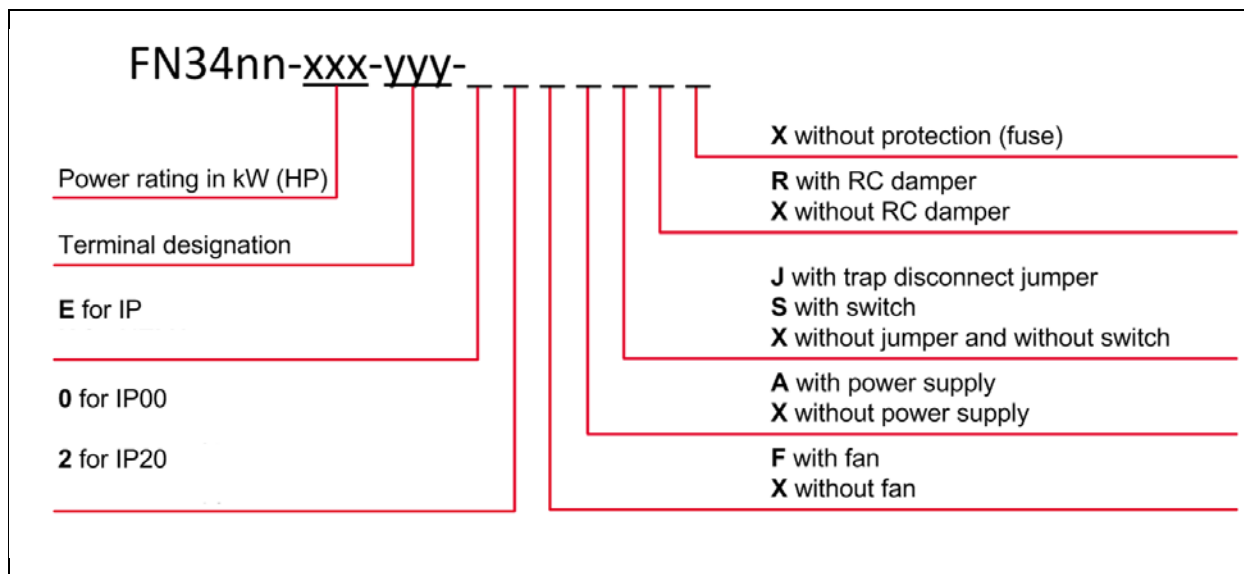 FN34nn-xxx-yyy-_ _ _ _ _ _ _
Power rating in kW (HP)
Terminal designation
E for IP
0 for IP00
2 for IP20
X without protection (fuse)
R with RC damper
X without RC damper
J with trap disconnect jumper
S with switch
X without jumper and without switch
A with power supply
X without power supply
F with fan
X without fan